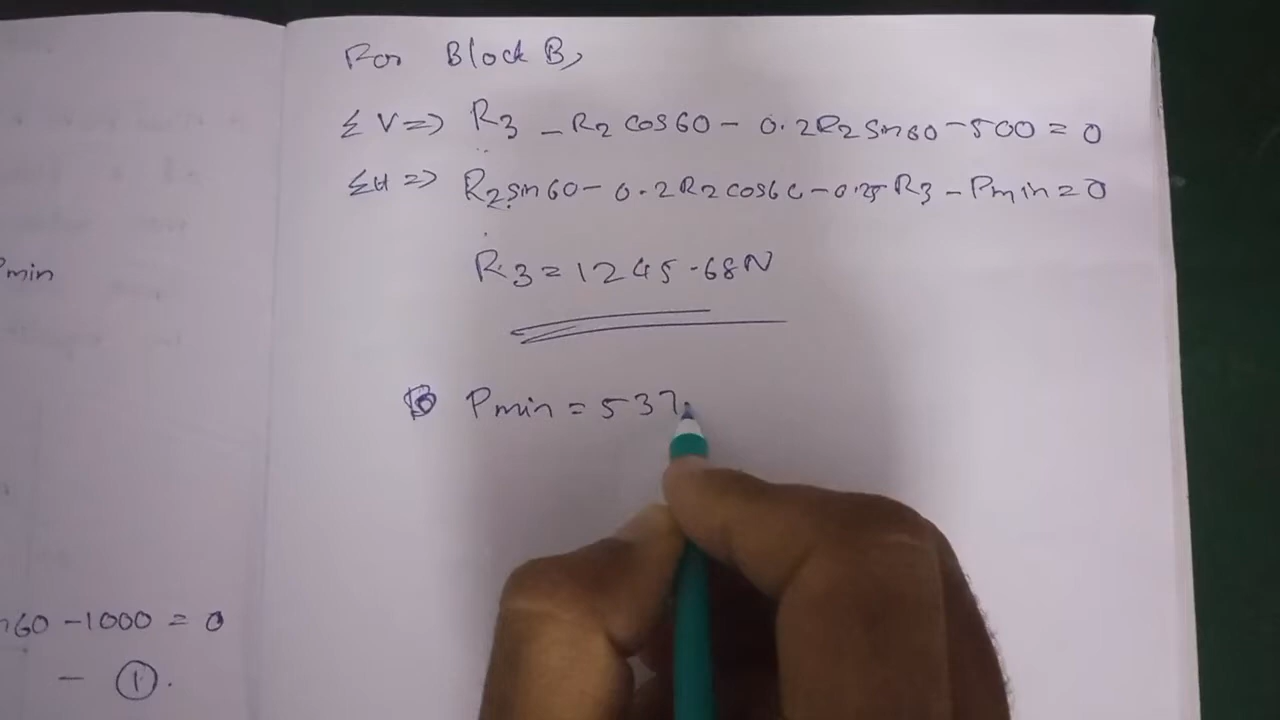 For Block B,
ΣV => R3 - R2 cos60 - 0.2R2 sin60 - 500 = 0
ΣH => R2 sin60 - 0.2R2 cos60 - 0.25R3 - Pmin = 0
R3 = 1245.68N
Pmin
Pmin = 537.
60 - 1000 = 0
- ①.